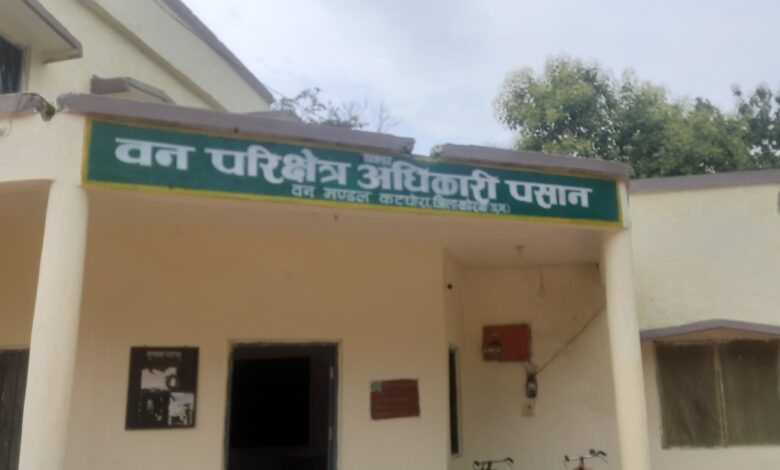 वन परिक्षेत्र अधिकारी पसान
वन मण्डल कटघोरा, जिला कोरबा (छ.ग.)